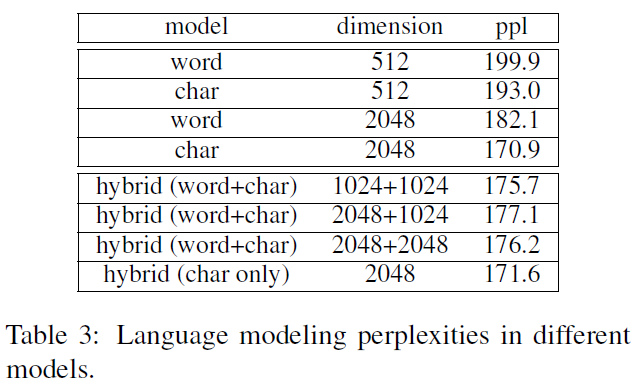 model dimension ppl
word 512 199.9
char 512 193.0
word 2048 182.1
char 2048 170.9
hybrid (word+char) 1024+1024 175.7
hybrid (word+char) 2048+1024 177.1
hybrid (word+char) 2048+2048 176.2
hybrid (char only) 2048 171.6
Table 3: Language modeling perplexities in different
models.